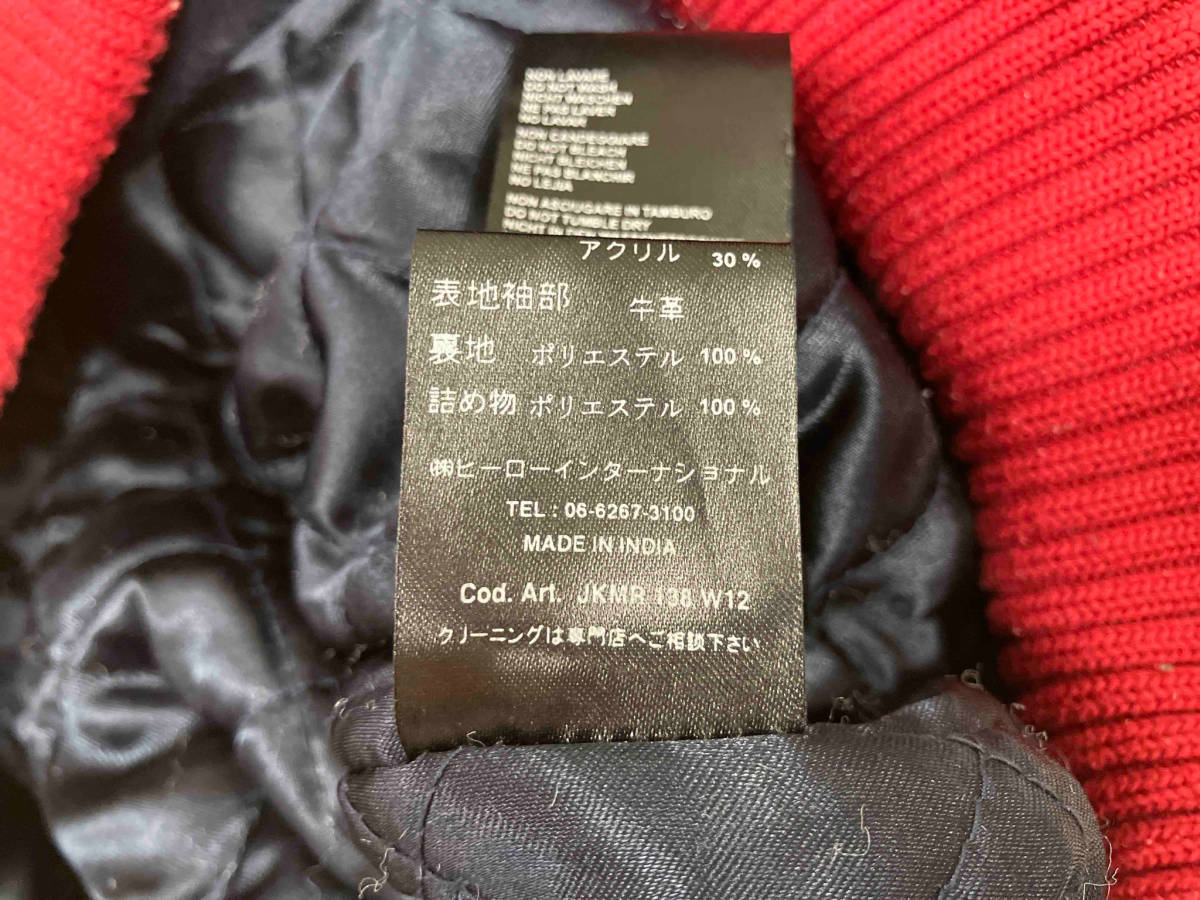 NON LAVARE
DO NOT WASH
NICHT WASCHEN
NE PAS LAVER
NO LAVAR
NON CANDEGGIARE
DO NOT BLEECH
NICHT BLEICHEN
NE PAS BLANCHIR
NO LEJIA
NON ASCIUGARE IN TAMBURO
DO NOT TUMBLE DRY
NICHT IN
アクリル 30 %
表地袖部 牛革
裏地 ポリエステル 100 %
詰め物 ポリエステル 100 %
㈱ヒーローインターナショナル
TEL : 06-6267-3100
MADE IN INDIA
Cod. Art. JKMR 138 W12
クリーニングは専門店へご相談下さい